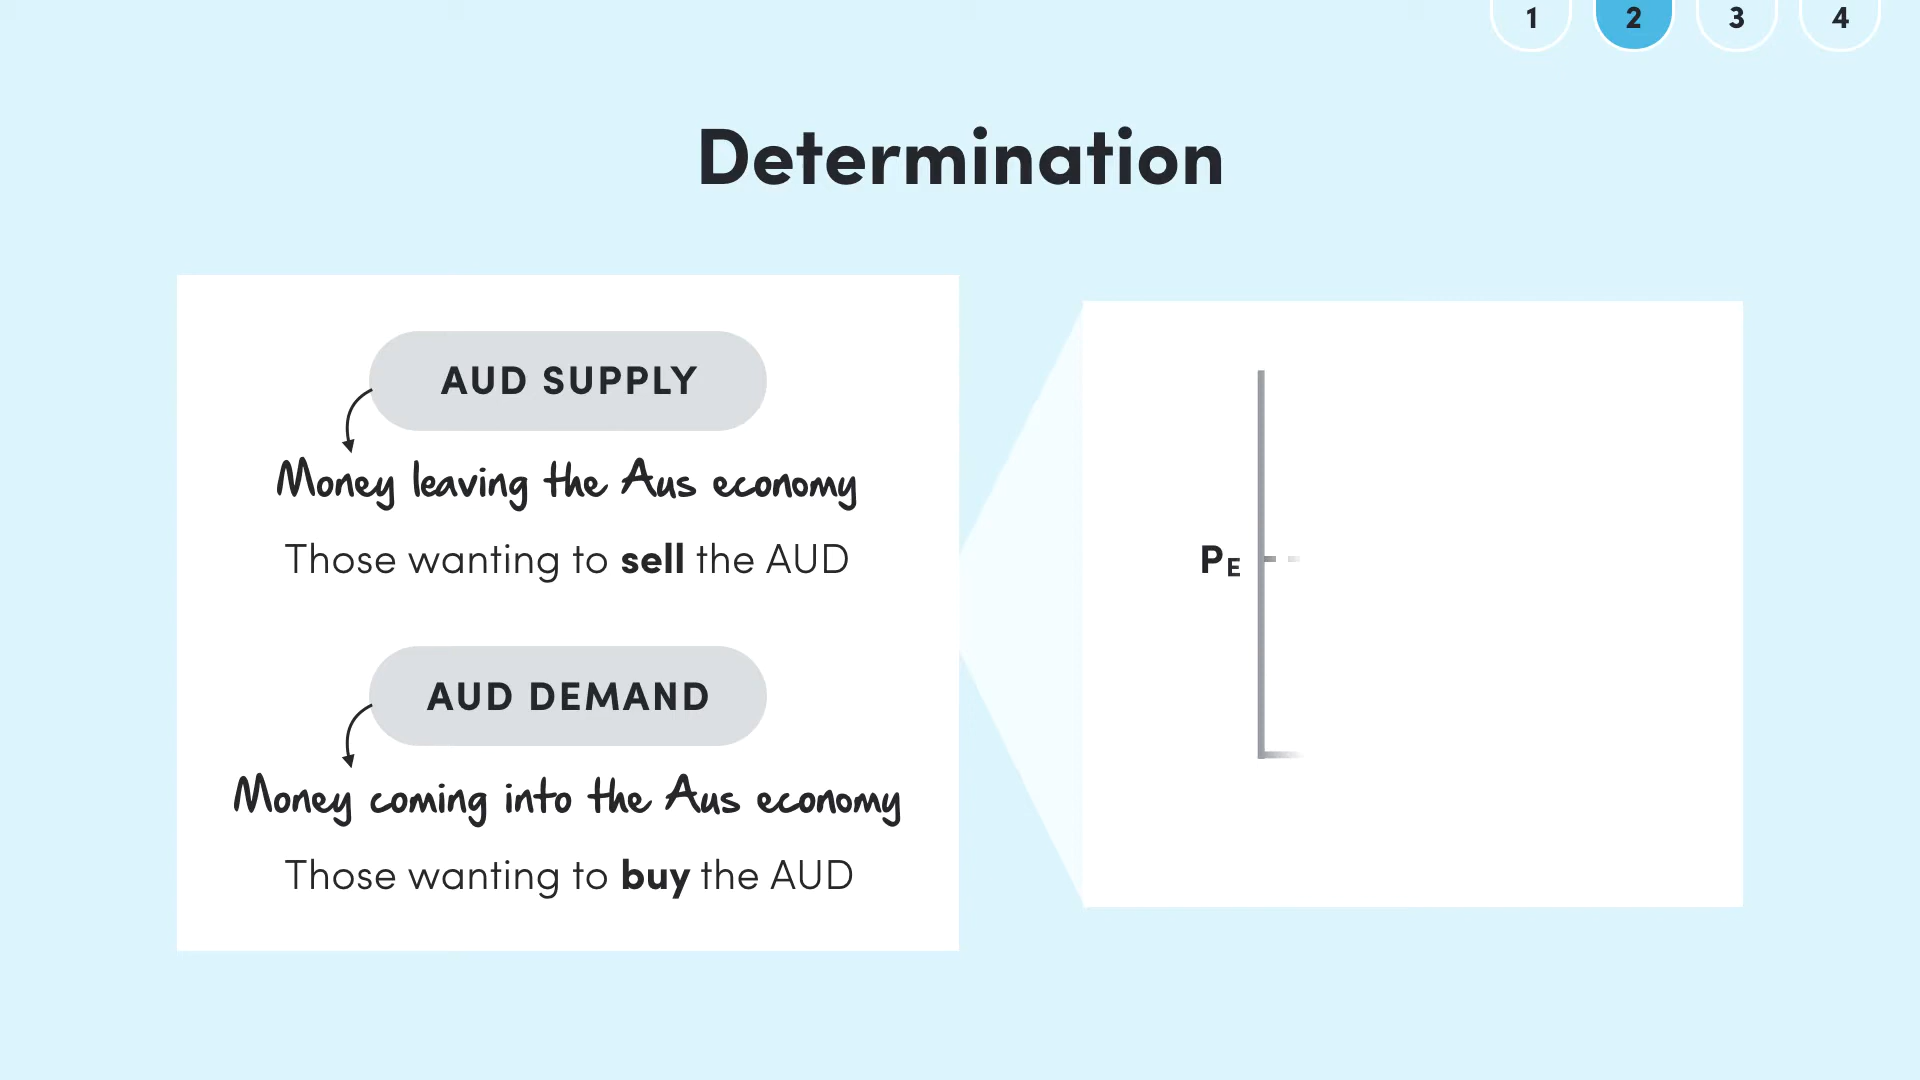 1 2 3 4
Determination
AUD SUPPLY
Money leaving the Aus economy
Those wanting to sell the AUD
AUD DEMAND
Money coming into the Aus economy
Those wanting to buy the AUD
PE